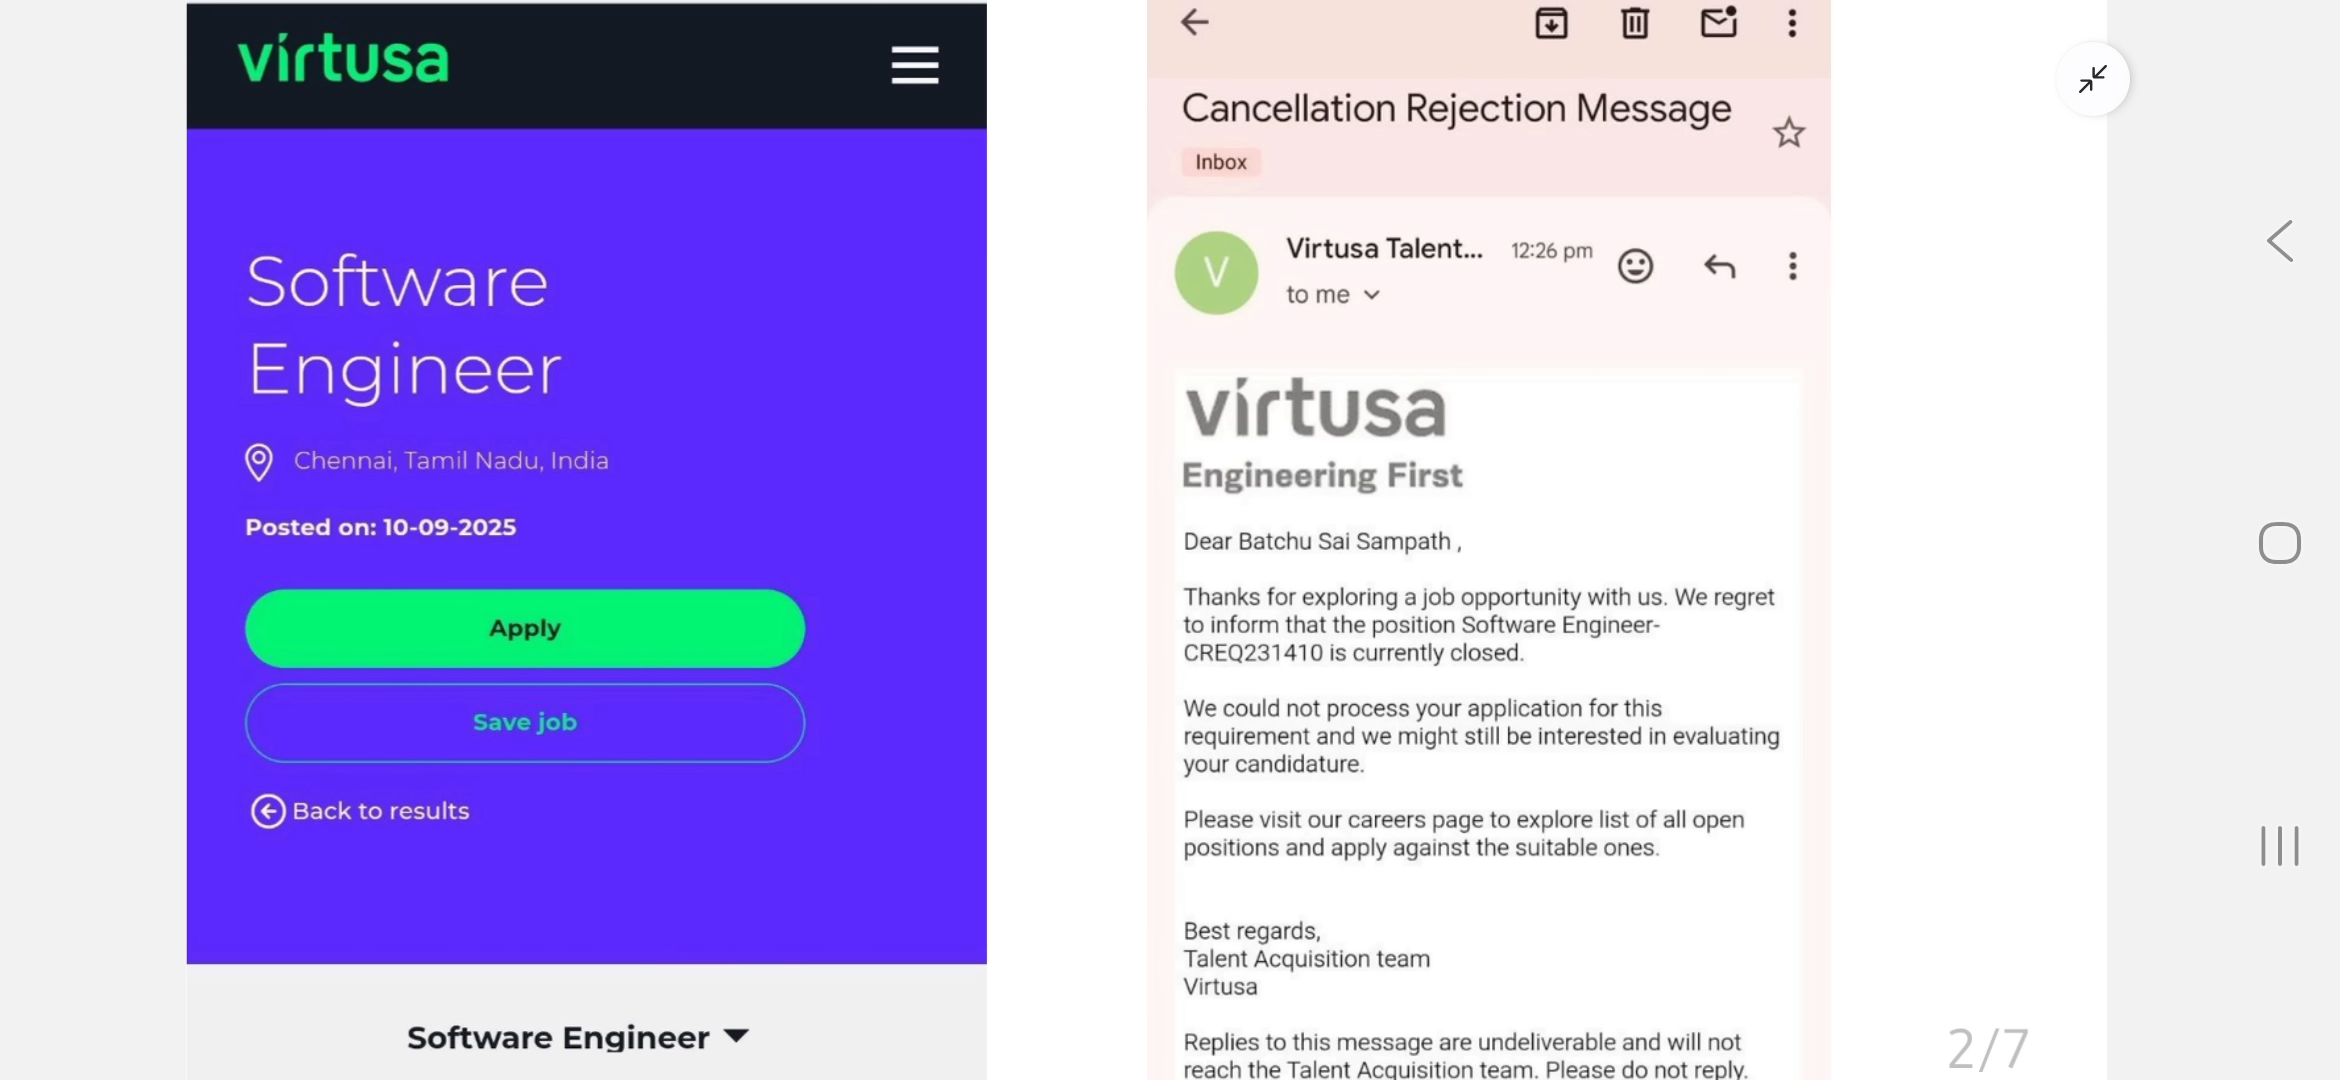 vırtusa
Software
Engineer
Chennai, Tamil Nadu, India
Posted on: 10-09-2025
Apply
Save job
Back to results
Software Engineer
Cancellation Rejection Message
Inbox
V
Virtusa Talent... 12:26 pm
to me
vırtusa
Engineering First
Dear Batchu Sai Sampath ,
Thanks for exploring a job opportunity with us. We regret
to inform that the position Software Engineer-
CREQ231410 is currently closed.
We could not process your application for this
requirement and we might still be interested in evaluating
your candidature.
Please visit our careers page to explore list of all open
positions and apply against the suitable ones.
Best regards,
Talent Acquisition team
Virtusa
Replies to this message are undeliverable and will not
reach the Talent Acquisition team. Please do not reply.
2/7